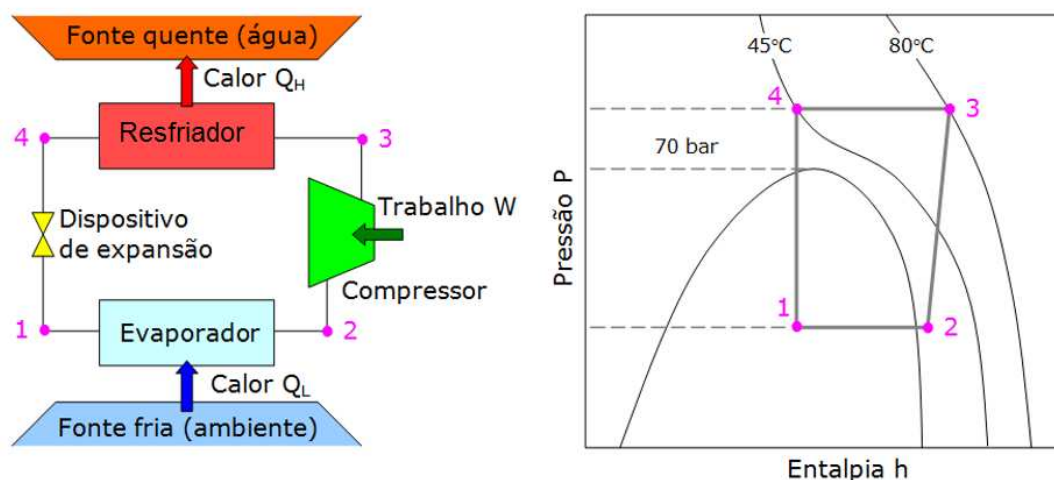 Fonte quente (água)
Calor QH
4
Resfriador
3
Trabalho W
Dispositivo
de expansão
Compressor
1
Evaporador
2
Calor QL
Fonte fria (ambiente)
45°C
80°C
4
3
70 bar
Pressão P
1
2
Entalpia h